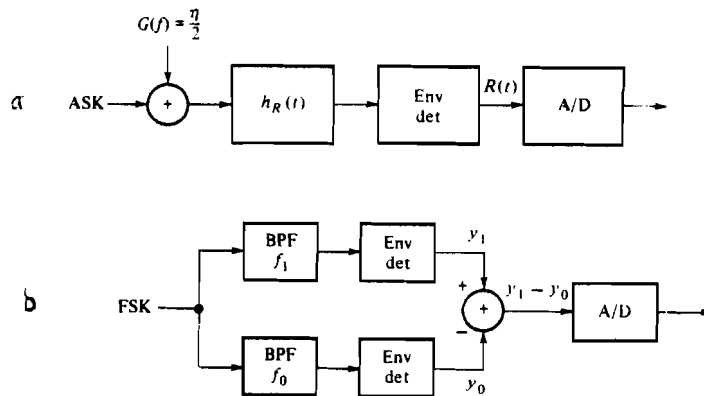 G(f) = η/2
a
ASK
+
h_R(t)
Env
det
R(t)
A/D
b
FSK
BPF
f_1
Env
det
y_1
+
+
−
y_1 − y_0
A/D
BPF
f_0
Env
det
y_0